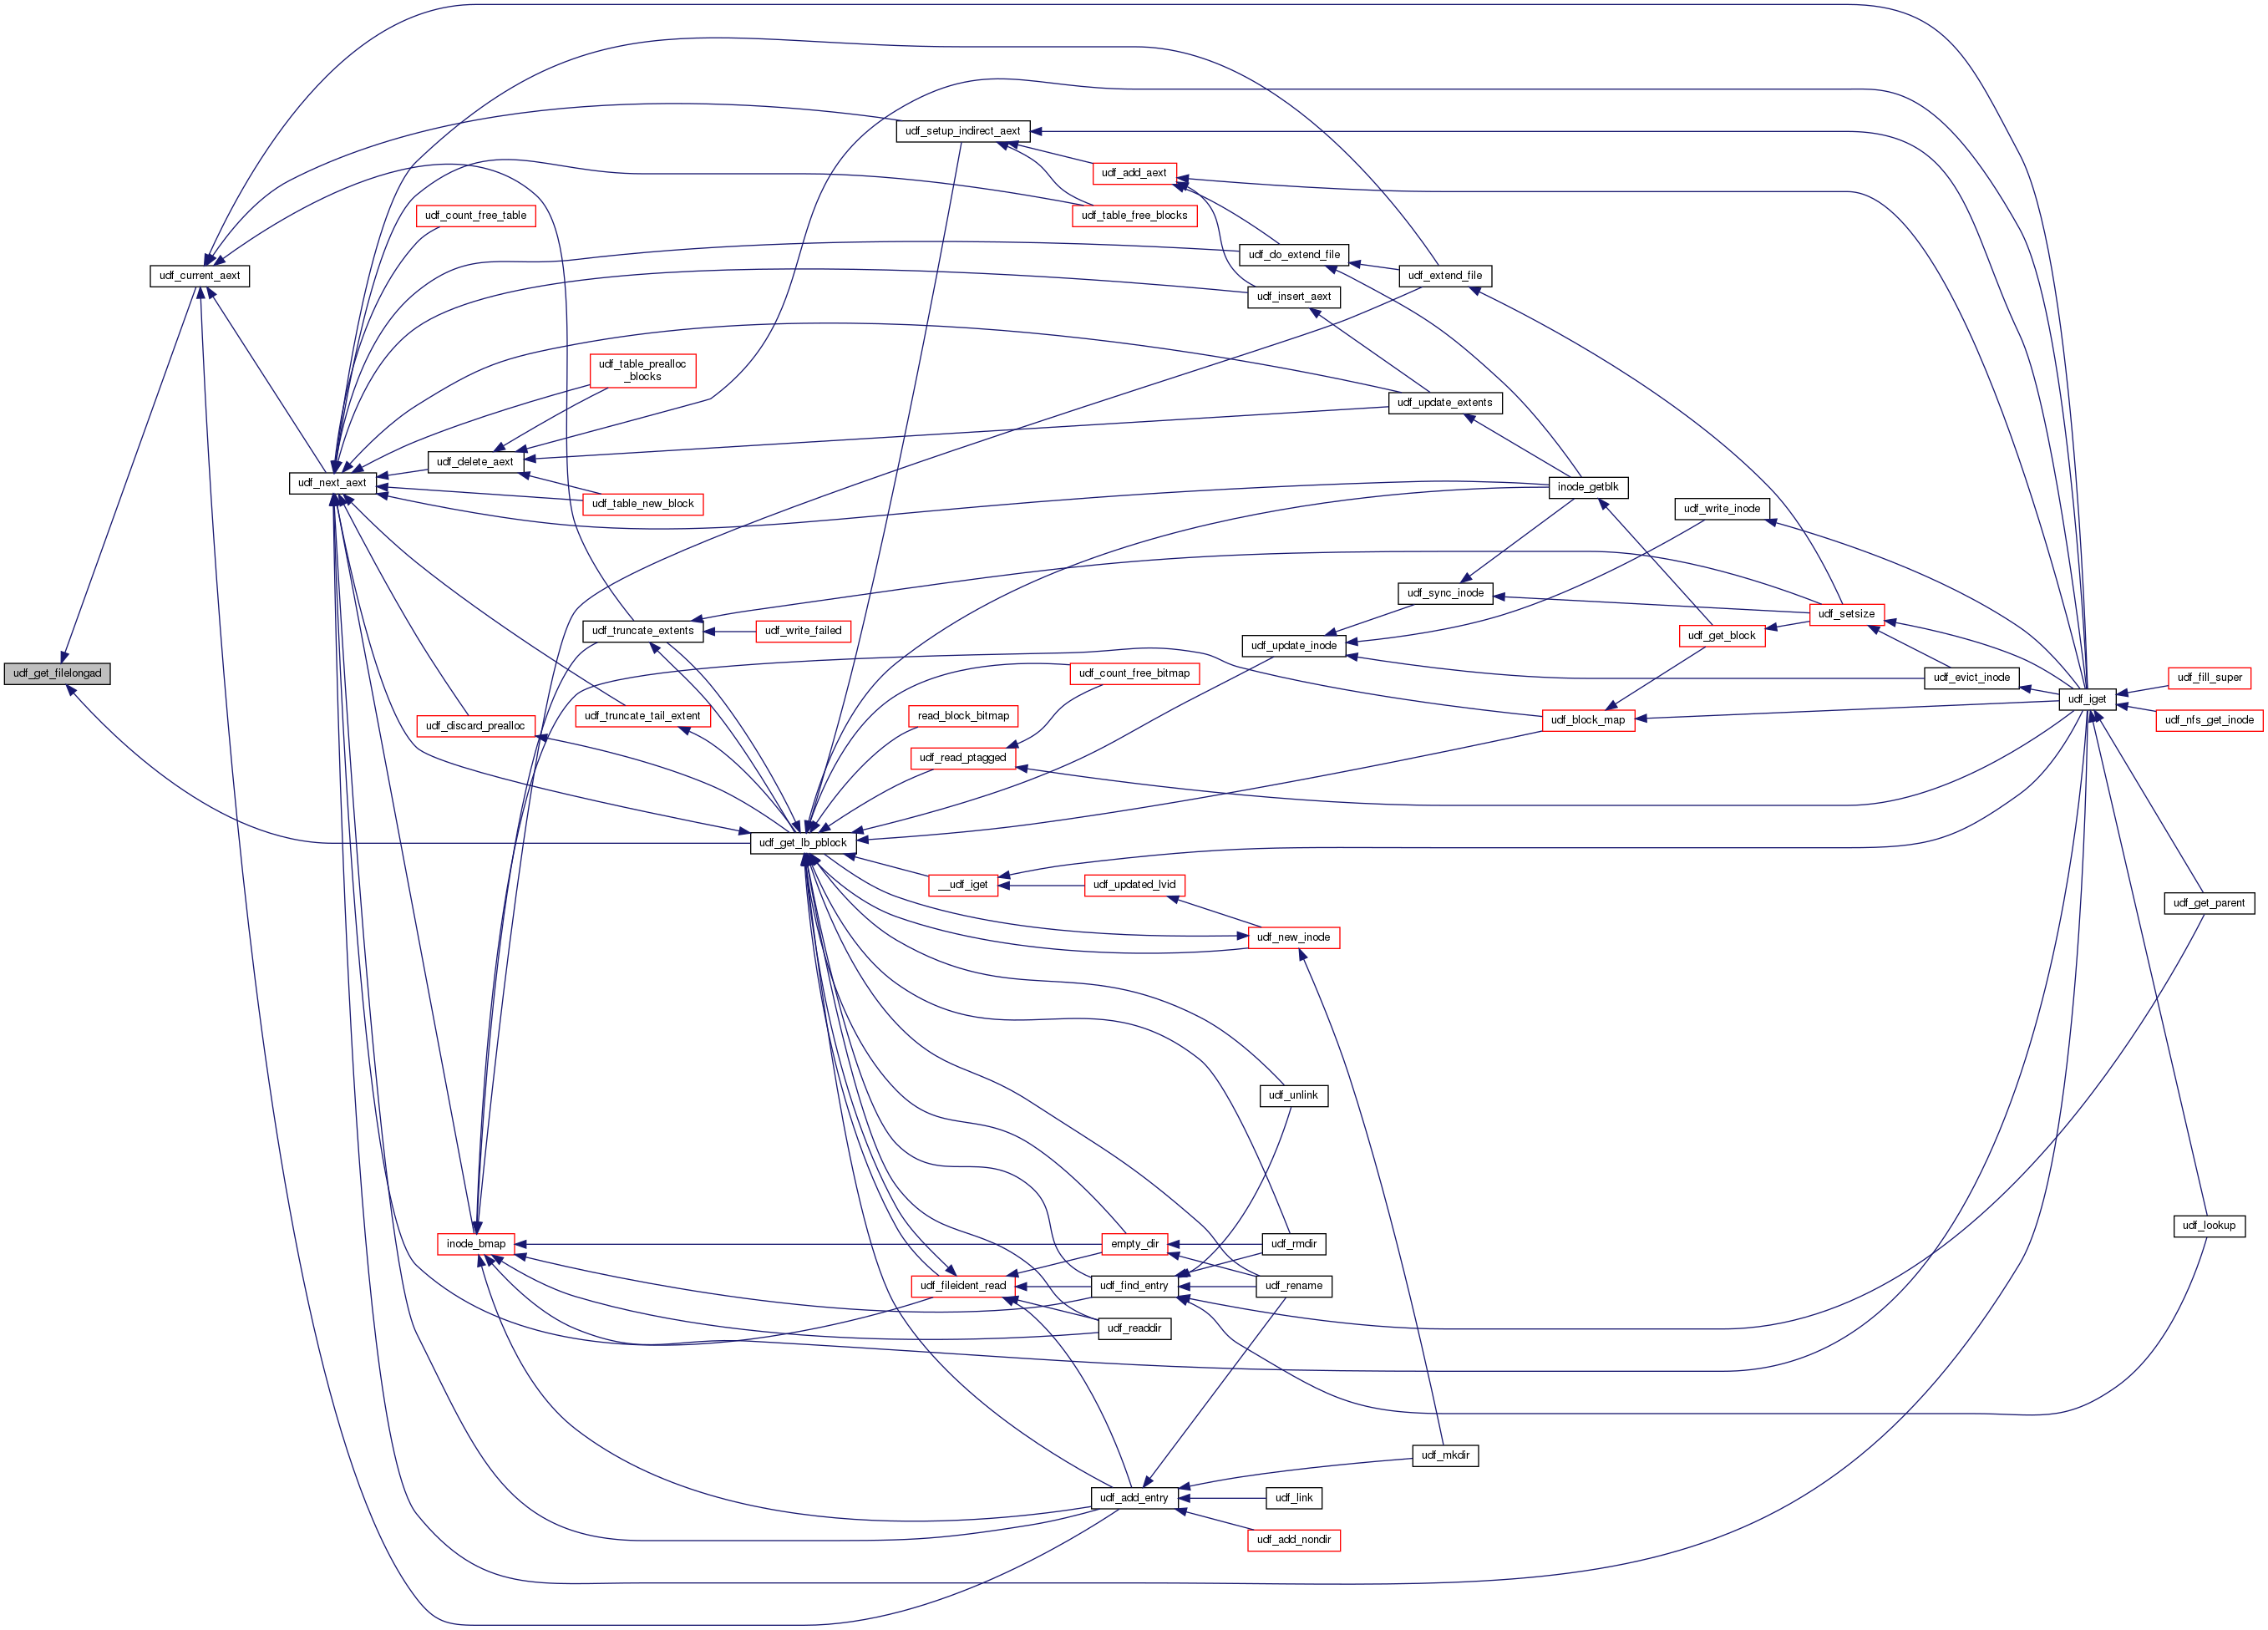 udf_setup_indirect_aext
udf_add_aext
udf_count_free_table
udf_table_free_blocks
udf_do_extend_file
udf_current_aext
udf_extend_file
udf_insert_aext
udf_table_prealloc
_blocks
udf_update_extents
udf_delete_aext
udf_next_aext
inode_getblk
udf_table_new_block
udf_write_inode
udf_sync_inode
udf_setsize
udf_truncate_extents
udf_write_failed
udf_get_block
udf_update_inode
udf_get_filelongad
udf_count_free_bitmap
udf_evict_inode
udf_fill_super
udf_iget
udf_discard_prealloc
udf_truncate_tail_extent
read_block_bitmap
udf_block_map
udf_nfs_get_inode
udf_read_ptagged
udf_get_lb_pblock
__udf_iget
udf_updated_lvid
udf_get_parent
udf_new_inode
udf_unlink
udf_lookup
inode_bmap
empty_dir
udf_rmdir
udf_fileident_read
udf_find_entry
udf_rename
udf_readdir
udf_mkdir
udf_add_entry
udf_link
udf_add_nondir